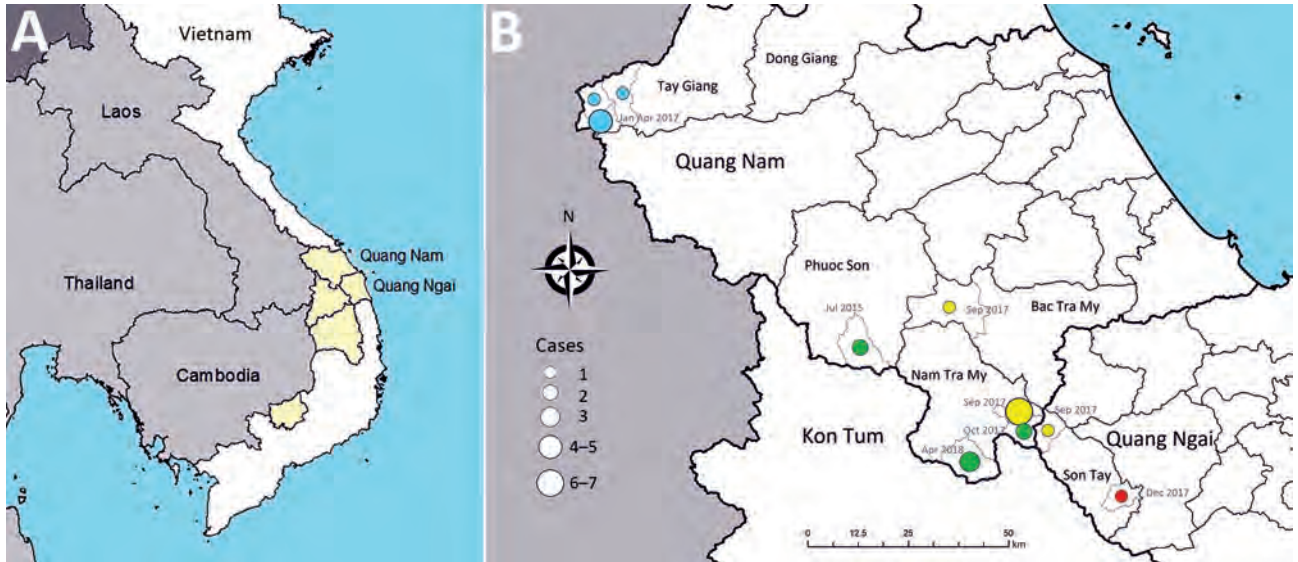 A
Vietnam
Laos
Quang Nam
Quang Ngai
Thailand
Cambodia
B
Dong Giang
Tay Giang
Jan Apr 2017
Quang Nam
N
Phuoc Son
Jul 2015
Sep 2017
Bac Tra My
Cases
1
2
3
4–5
6–7
Nam Tra My
Sep 2017
Sep 2017
Oct 2017
Kon Tum
Quang Ngai
Apr 2018
Son Tay
Dec 2017
0 12.5 25 50
km